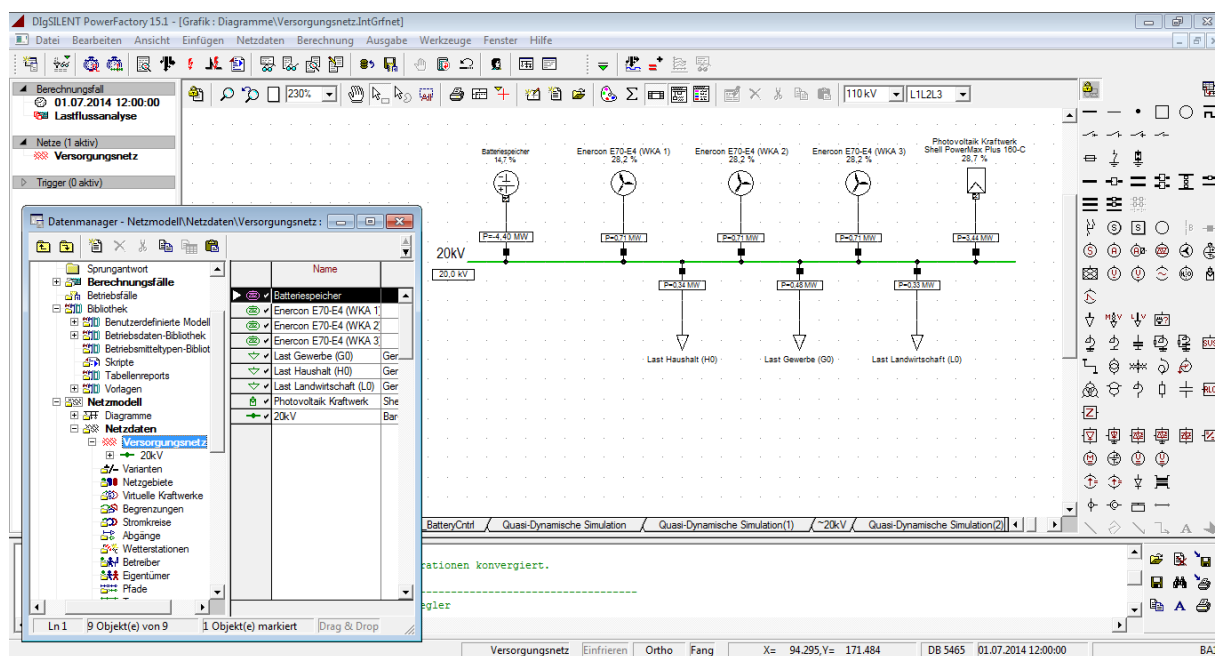 DIgSILENT PowerFactory 15.1 - [Grafik : Diagramme\Versorgungsnetz.IntGrfnet]
Datei Bearbeiten Ansicht Einfügen Netzdaten Berechnung Ausgabe Werkzeuge Fenster Hilfe
Berechnungsfall
01.07.2014 12:00:00
Lastflussanalyse
Netze (1 aktiv)
Versorgungsnetz
Trigger (0 aktiv)
230%
110 kV
L1L2L3
Batteriespeicher
14,7 %
Enercon E70-E4 (WKA 1)
28,2 %
Enercon E70-E4 (WKA 2)
28,2 %
Enercon E70-E4 (WKA 3)
28,2 %
Photovoltaik Kraftwerk
Shell PowerMax Plus 160-C
28,7 %
P=-4,40 MW
P=0,71 MW
P=0,71 MW
P=0,71 MW
P=3,44 MW
20kV
20,0 kV
P=0,34 MW
P=0,48 MW
P=0,33 MW
Last Haushalt (H0)
Last Gewerbe (G0)
Last Landwirtschaft (L0)
Datenmanager - Netzmodell\Netzdaten\Versorgungsnetz :
Sprungantwort
Berechnungsfälle
Betriebsfälle
Bibliothek
Benutzerdefinierte Modell
Betriebsdaten-Bibliothek
Betriebsmitteltypen-Bibliot
Skripte
Tabellenreports
Vorlagen
Netzmodell
Diagramme
Netzdaten
Versorgungsnetz
20kV
Varianten
Netzgebiete
Virtuelle Kraftwerke
Begrenzungen
Stromkreise
Abgänge
Wetterstationen
Betreiber
Eigentümer
Pfade
Name
Batteriespeicher
Enercon E70-E4 (WKA 1)
Enercon E70-E4 (WKA 2)
Enercon E70-E4 (WKA 3)
Last Gewerbe (G0) Ger
Last Haushalt (H0) Ger
Last Landwirtschaft (L0) Ger
Photovoltaik Kraftwerk She
20kV Bar
Ln 1 9 Objekt(e) von 9 1 Objekt(e) markiert Drag & Drop
_BatteryCntrl Quasi-Dynamische Simulation Quasi-Dynamische Simulation(1) ~20kV Quasi-Dynamische Simulation(2)
rationen konvergiert.
------------------------------------
egler
Versorgungsnetz Einfrieren Ortho Fang X= 94.295,Y= 171.484 DB 5465 01.07.2014 12:00:00